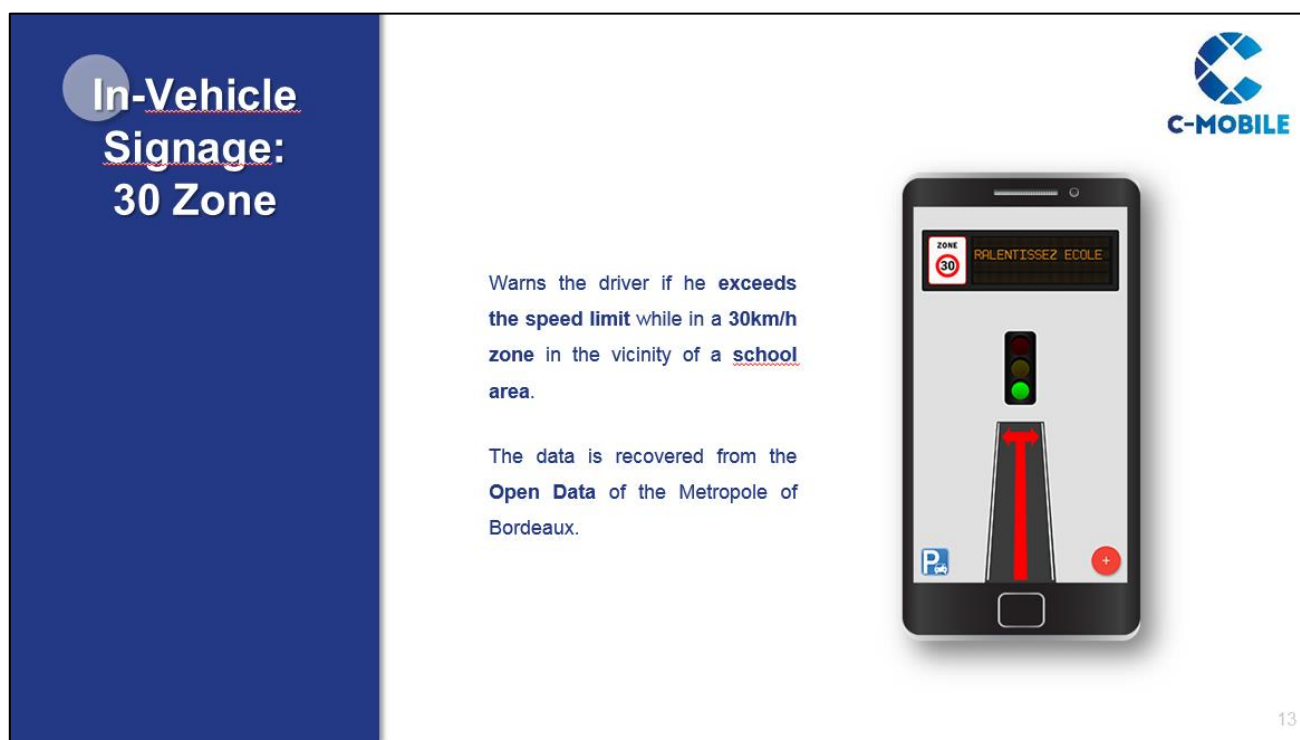 In-Vehicle
Signage:
30 Zone
C-MOBILE
Warns the driver if he exceeds
the speed limit while in a 30km/h
zone in the vicinity of a school
area.
The data is recovered from the
Open Data of the Metropole of
Bordeaux.
ZONE
30
RALENTISSEZ ECOLE
P
+
13